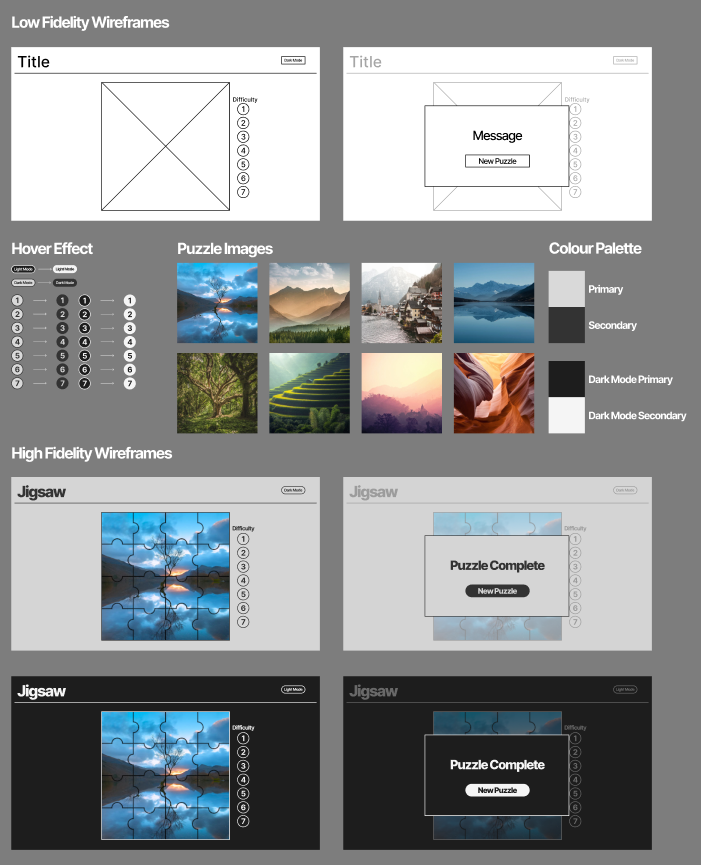 Low Fidelity Wireframes
Title
Dark Mode
Difficulty
1
2
3
4
5
6
7
Title
Dark Mode
Difficulty
1
2
3
4
5
6
7
Message
New Puzzle
Hover Effect
Light Mode Light Mode
Dark Mode Dark Mode
1 1 1 1
2 2 2 2
3 3 3 3
4 4 4 4
5 5 5 5
6 6 6 6
7 7 7 7
Puzzle Images
Colour Palette
Primary
Secondary
Dark Mode Primary
Dark Mode Secondary
High Fidelity Wireframes
Jigsaw
Dark Mode
Difficulty
1
2
3
4
5
6
7
Jigsaw
Dark Mode
Difficulty
1
2
3
4
5
6
7
Puzzle Complete
New Puzzle
Jigsaw
Light Mode
Difficulty
1
2
3
4
5
6
7
Jigsaw
Light Mode
Difficulty
1
2
3
4
5
6
7
Puzzle Complete
New Puzzle